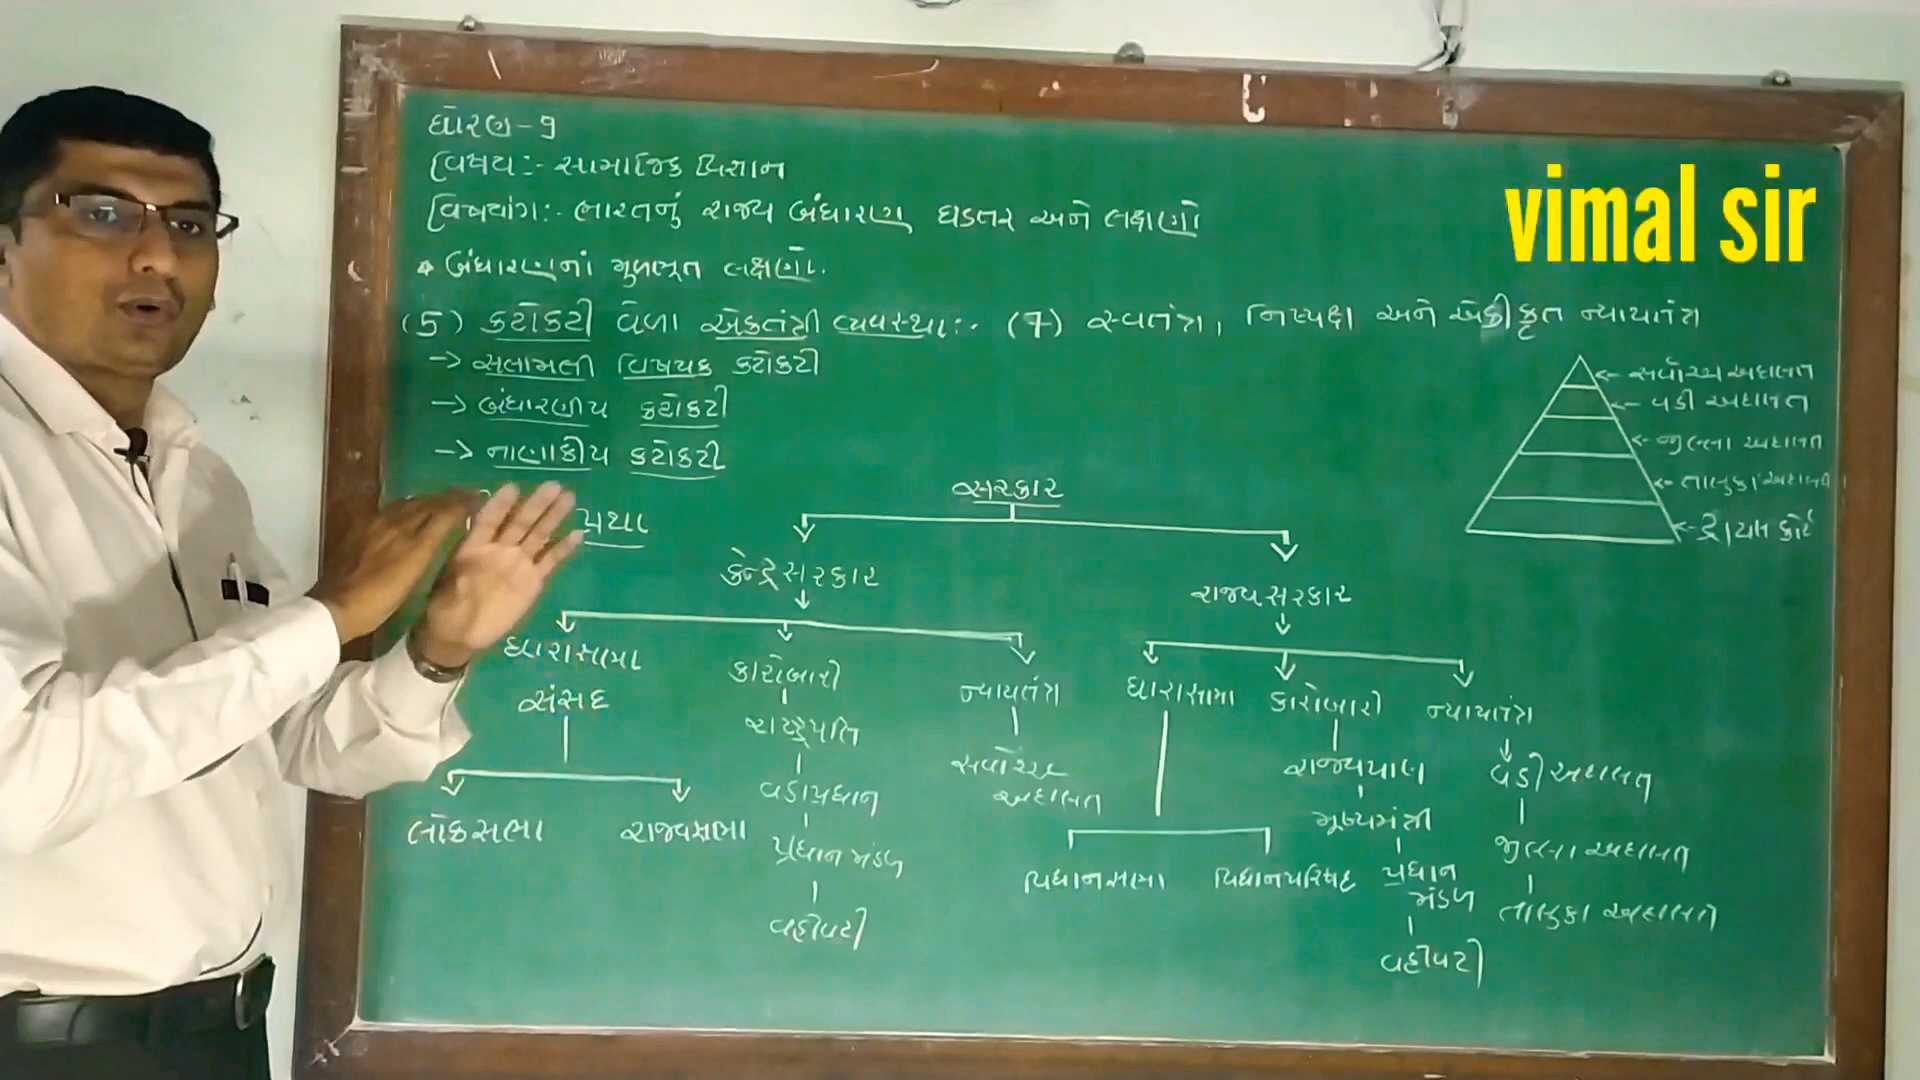 ધોરણ - 9
વિષય :- સામાજિક વિજ્ઞાન
વિષયાંગ :- ભારતનું રાજ્ય બંધારણ ઘડતર અને લક્ષણો
vimal sir
* બંધારણનાં મુળભૂત લક્ષણો.
(5) કટોકટી વેળા એકતંત્રી વ્યવસ્થા :-
→ સલામતી વિષયક કટોકટી
→ બંધારણીય કટોકટી
→ નાણાકીય કટોકટી
(7) સ્વતંત્ર, નિષ્પક્ષ અને એકીકૃત ન્યાયતંત્ર
← સર્વોચ્ચ અદાલત
← વડી અદાલત
← જીલ્લા અદાલત
← તાલુકા અદાલત
← ટ્રાયલ કોર્ટ
સરકાર
કેન્દ્રસરકાર
રાજ્યસરકાર
ધારાસભા
સંસદ
લોકસભા
રાજ્યસભા
કારોબારી
રાષ્ટ્રપતિ
વડાપ્રધાન
પ્રધાન મંડળ
વહીવટી
ન્યાયતંત્ર
સર્વોચ્ચ
અદાલત
ધારાસભા
વિધાનસભા
વિધાનપરિષદ
કારોબારી
રાજ્યપાલ
મુખ્યમંત્રી
પ્રધાન
મંડળ
વહીવટી
ન્યાયતંત્ર
વડી અદાલત
જીલ્લા અદાલત
તાલુકા અદાલત